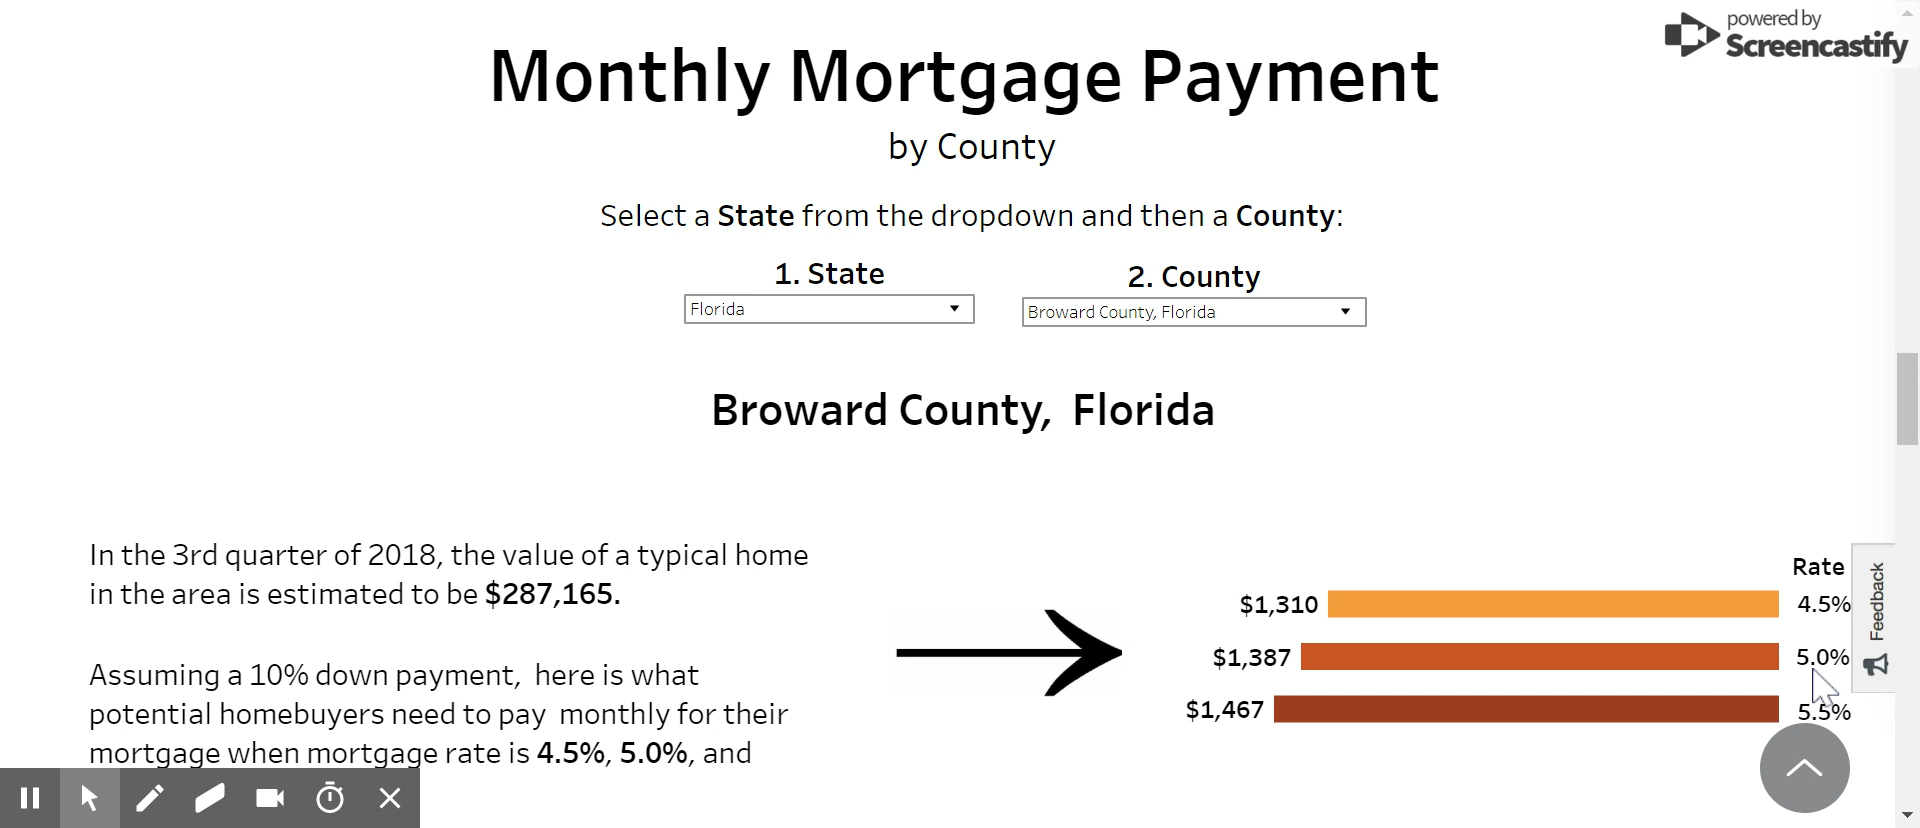 powered by
Screencastify
Monthly Mortgage Payment
by County
Select a State from the dropdown and then a County:
1. State
2. County
Florida
Broward County, Florida
Broward County, Florida
In the 3rd quarter of 2018, the value of a typical home
in the area is estimated to be $287,165.
Assuming a 10% down payment, here is what
potential homebuyers need to pay monthly for their
mortgage when mortgage rate is 4.5%, 5.0%, and
Rate
$1,310 4.5%
$1,387 5.0%
$1,467 5.5%
Feedback